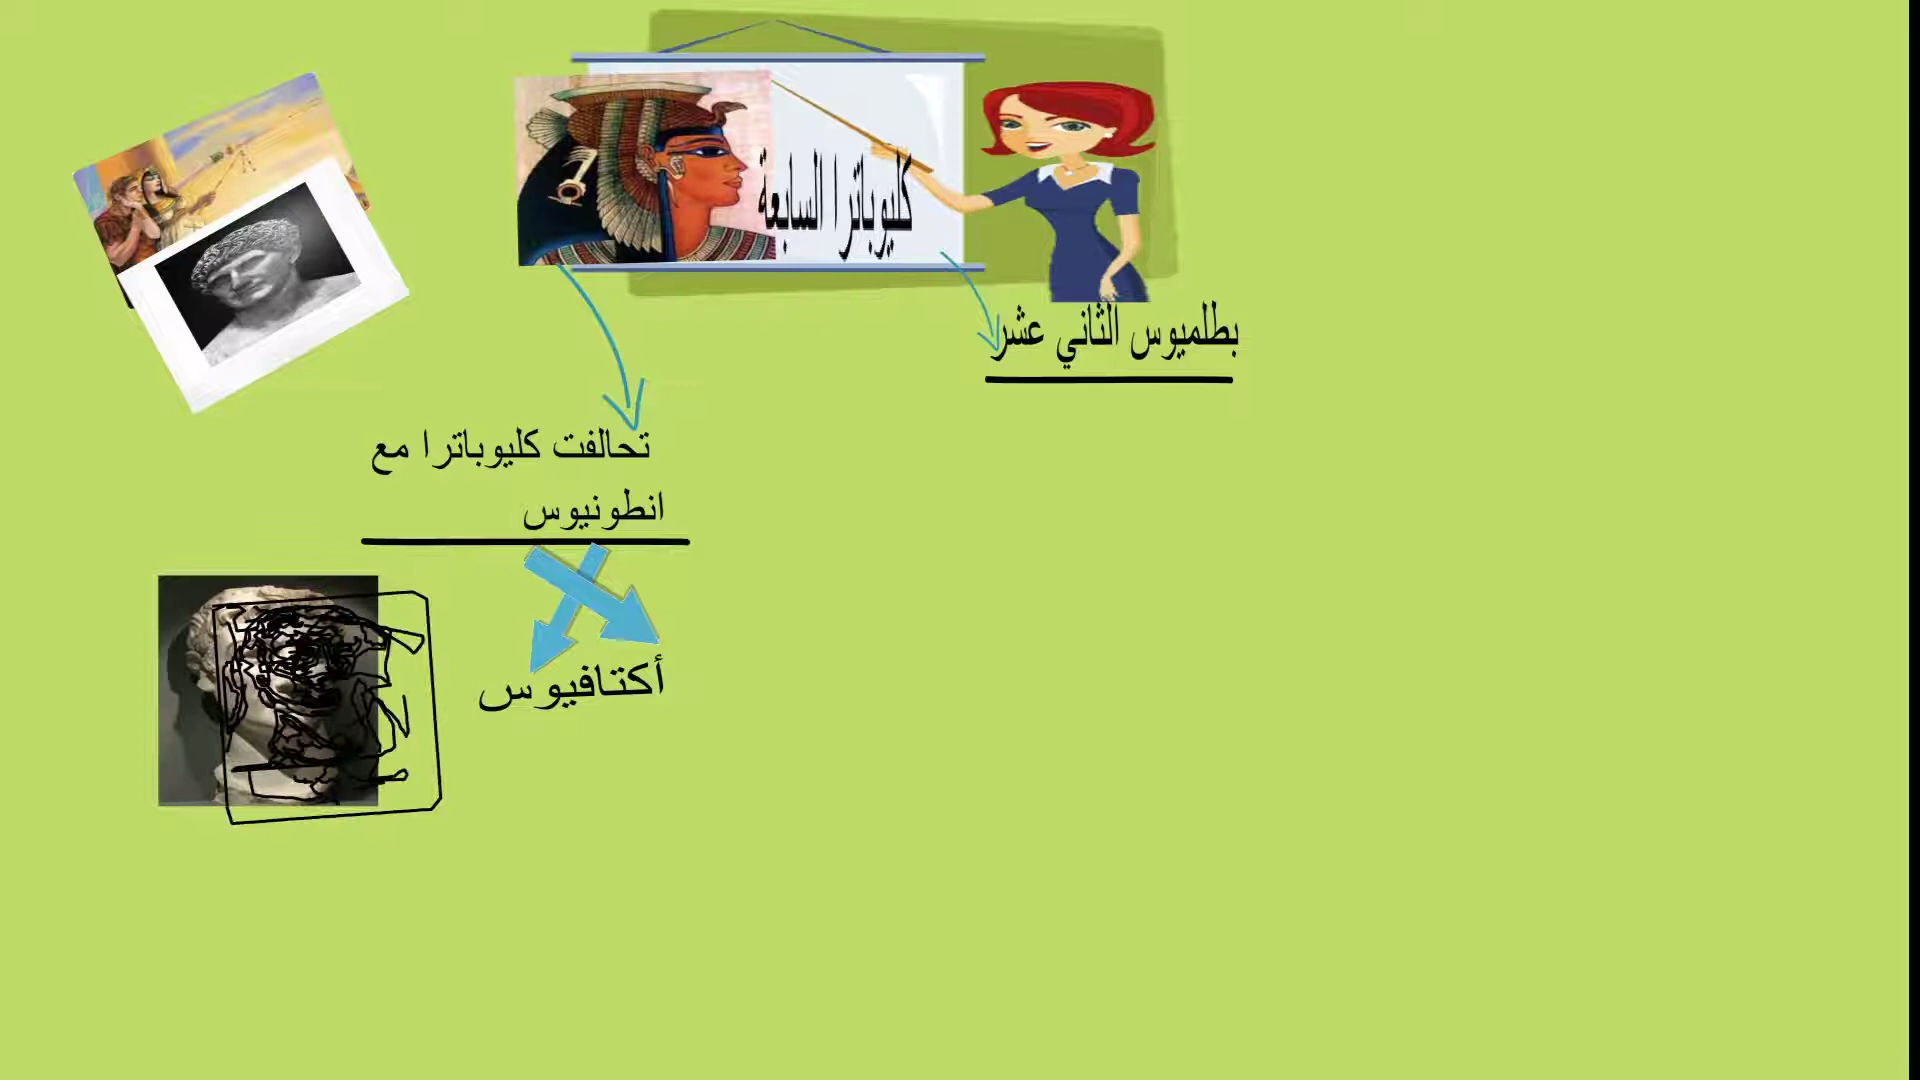 كليوباترا السابعة
بطلميوس الثاني عشر
تحالفت كليوباترا مع
انطونيوس
أكتافيوس